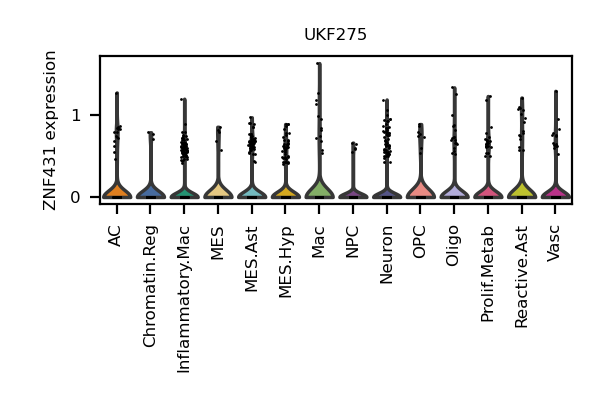 UKF275
ZNF431 expression
1
0
AC
Chromatin.Reg
Inflammatory.Mac
MES
MES.Ast
MES.Hyp
Mac
NPC
Neuron
OPC
Oligo
Prolif.Metab
Reactive.Ast
Vasc